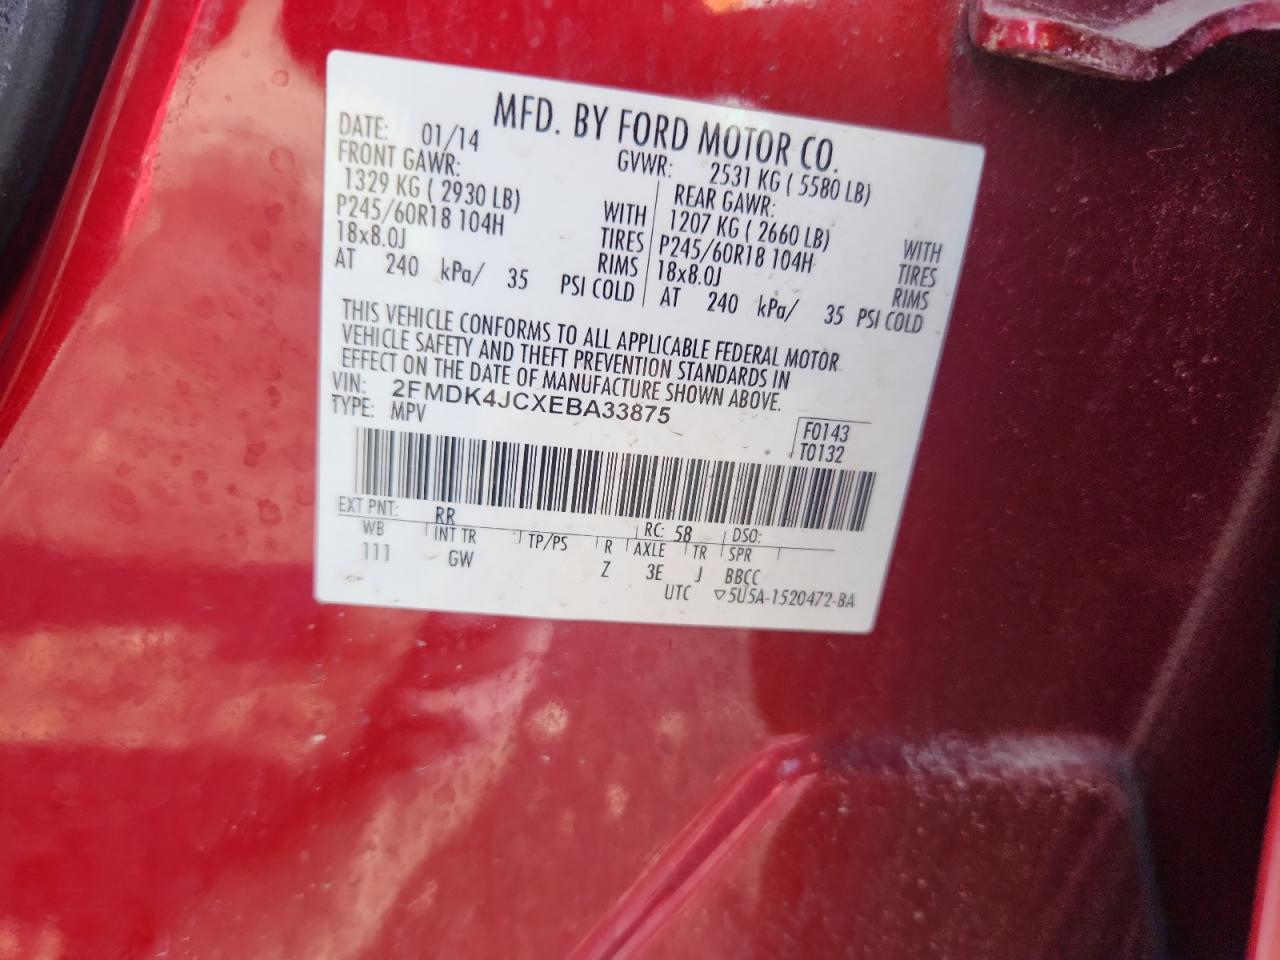 MFD. BY FORD MOTOR CO.
DATE: 01/14 GVWR: 2531 KG ( 5580 LB)
FRONT GAWR: REAR GAWR:
1329 KG ( 2930 LB) WITH 1207 KG ( 2660 LB) WITH
P245/60R18 104H TIRES P245/60R18 104H TIRES
18x8.0J RIMS 18x8.0J RIMS
AT 240 kPa/ 35 PSI COLD AT 240 kPa/ 35 PSI COLD
THIS VEHICLE CONFORMS TO ALL APPLICABLE FEDERAL MOTOR
VEHICLE SAFETY AND THEFT PREVENTION STANDARDS IN
EFFECT ON THE DATE OF MANUFACTURE SHOWN ABOVE.
VIN: 2FMDK4JCXEBA33875
TYPE: MPV
F0143
T0132
EXT PNT: RR RC: 58 DSO:
WB INT TR TP/PS R AXLE TR SPR
111 GW Z 3E J BBCC
UTC ▽5U5A-1520472-BA